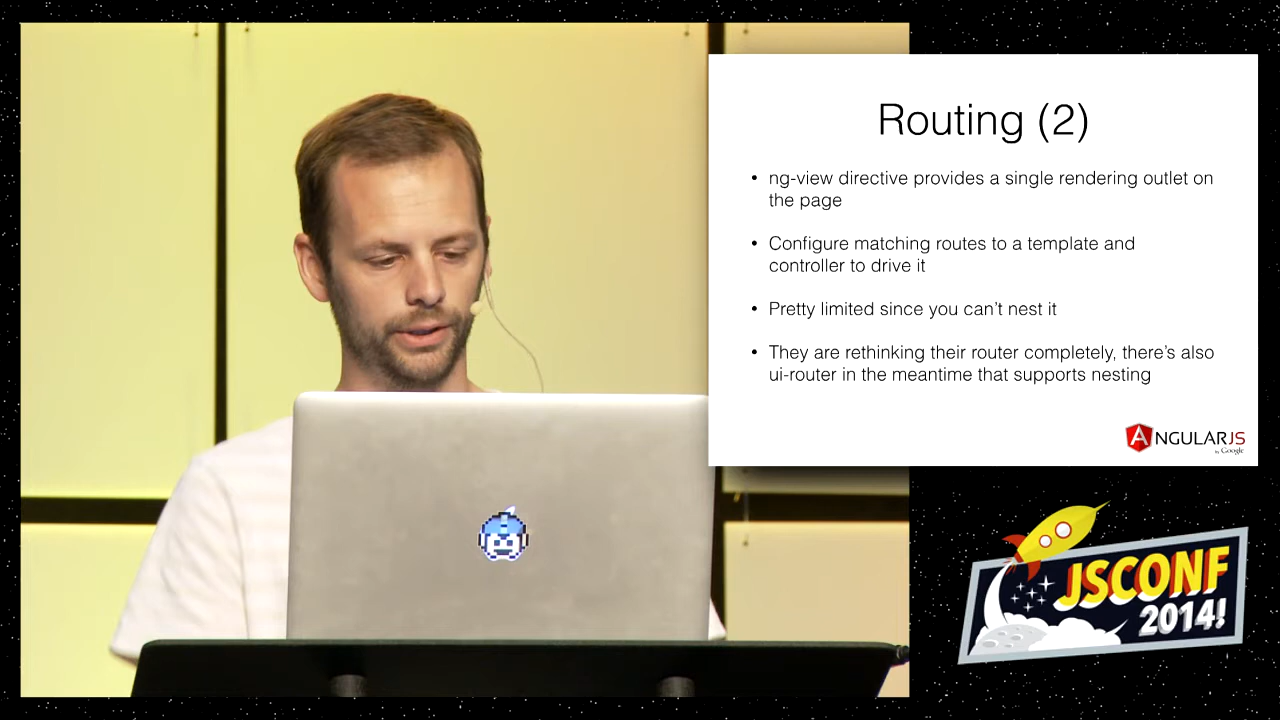 Routing (2)
• ng-view directive provides a single rendering outlet on
the page
• Configure matching routes to a template and
controller to drive it
• Pretty limited since you can’t nest it
• They are rethinking their router completely, there’s also
ui-router in the meantime that supports nesting
ANGULARJS
by Google
JSCONF
2014!